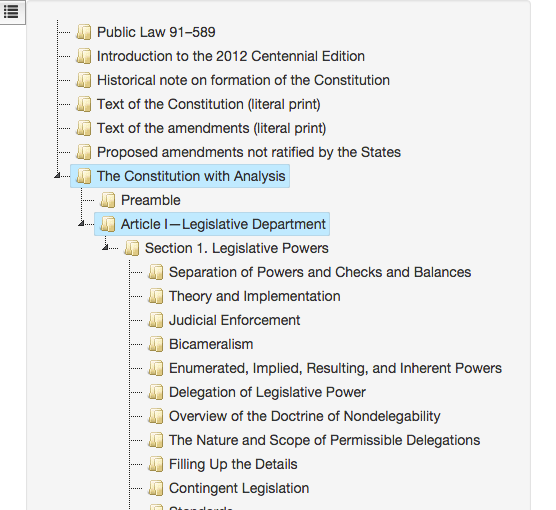 Public Law 91–589
Introduction to the 2012 Centennial Edition
Historical note on formation of the Constitution
Text of the Constitution (literal print)
Text of the amendments (literal print)
Proposed amendments not ratified by the States
The Constitution with Analysis
Preamble
Article I—Legislative Department
Section 1. Legislative Powers
Separation of Powers and Checks and Balances
Theory and Implementation
Judicial Enforcement
Bicameralism
Enumerated, Implied, Resulting, and Inherent Powers
Delegation of Legislative Power
Overview of the Doctrine of Nondelegability
The Nature and Scope of Permissible Delegations
Filling Up the Details
Contingent Legislation